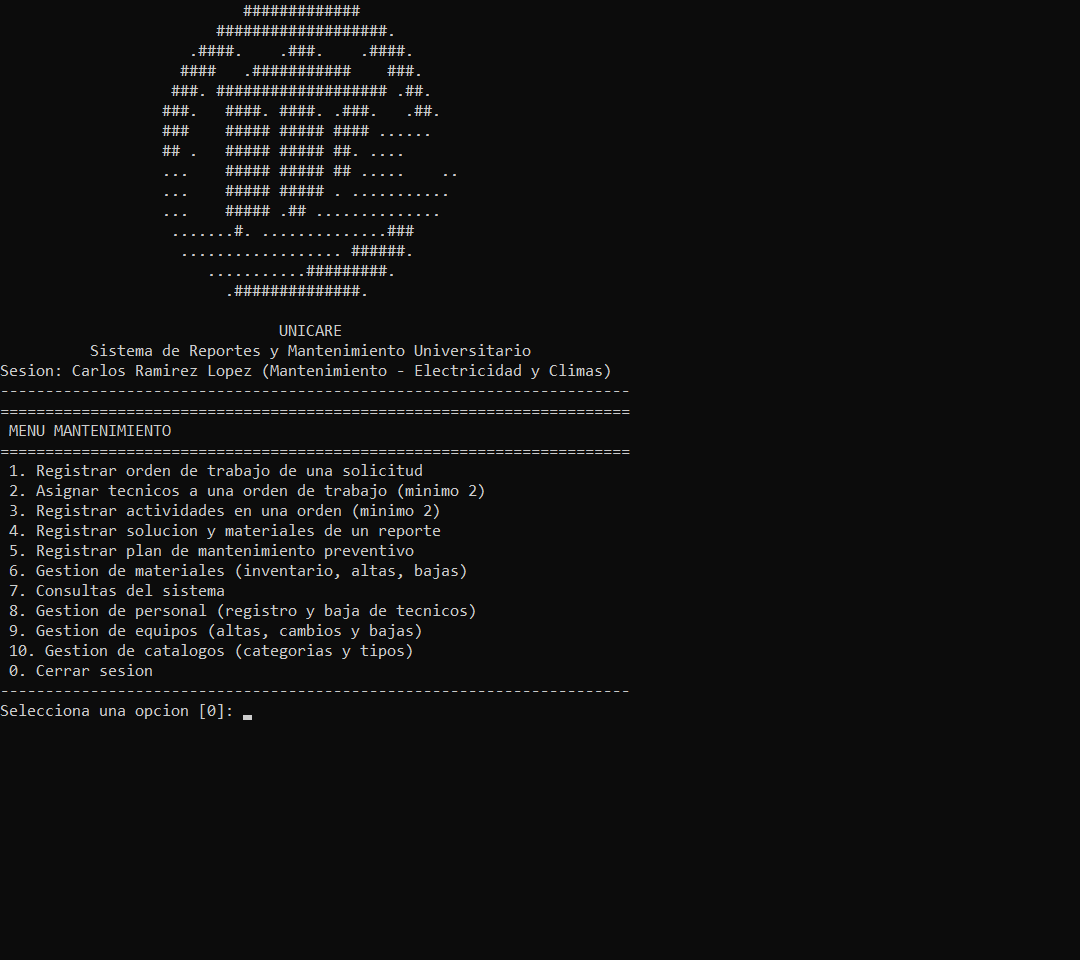 UNICARE
Sistema de Reportes y Mantenimiento Universitario
Sesion: Carlos Ramirez Lopez (Mantenimiento - Electricidad y Climas)
MENU MANTENIMIENTO
1. Registrar orden de trabajo de una solicitud
2. Asignar tecnicos a una orden de trabajo (minimo 2)
3. Registrar actividades en una orden (minimo 2)
4. Registrar solucion y materiales de un reporte
5. Registrar plan de mantenimiento preventivo
6. Gestion de materiales (inventario, altas, bajas)
7. Consultas del sistema
8. Gestion de personal (registro y baja de tecnicos)
9. Gestion de equipos (altas, cambios y bajas)
10. Gestion de catalogos (categorias y tipos)
0. Cerrar sesion
Selecciona una opcion [0]: